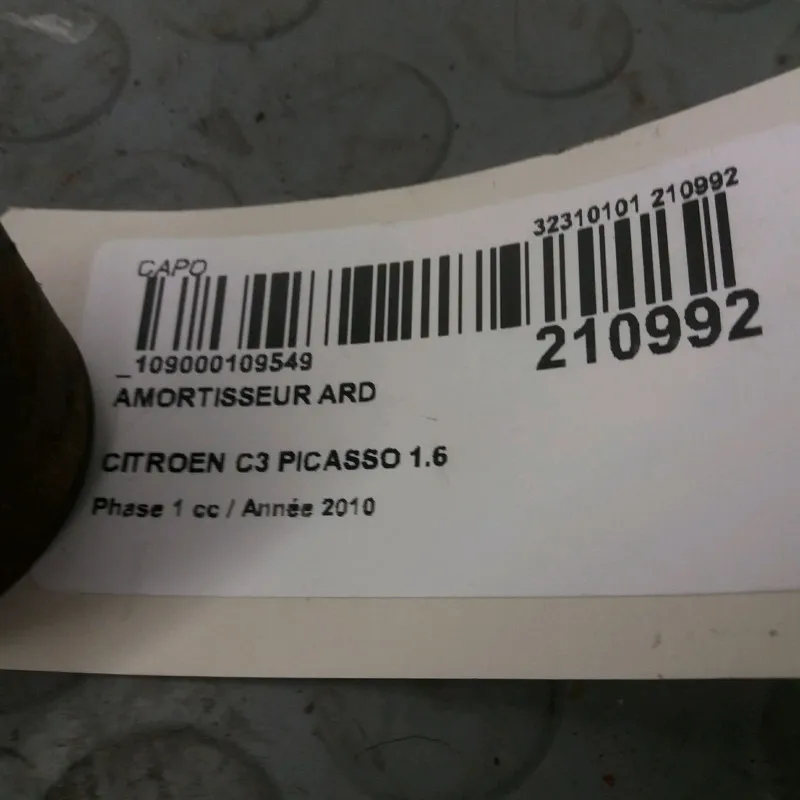 CAPO
32310101 210992
210992
_109000109549
AMORTISSEUR ARD
CITROEN C3 PICASSO 1.6
Phase 1 cc / Année 2010